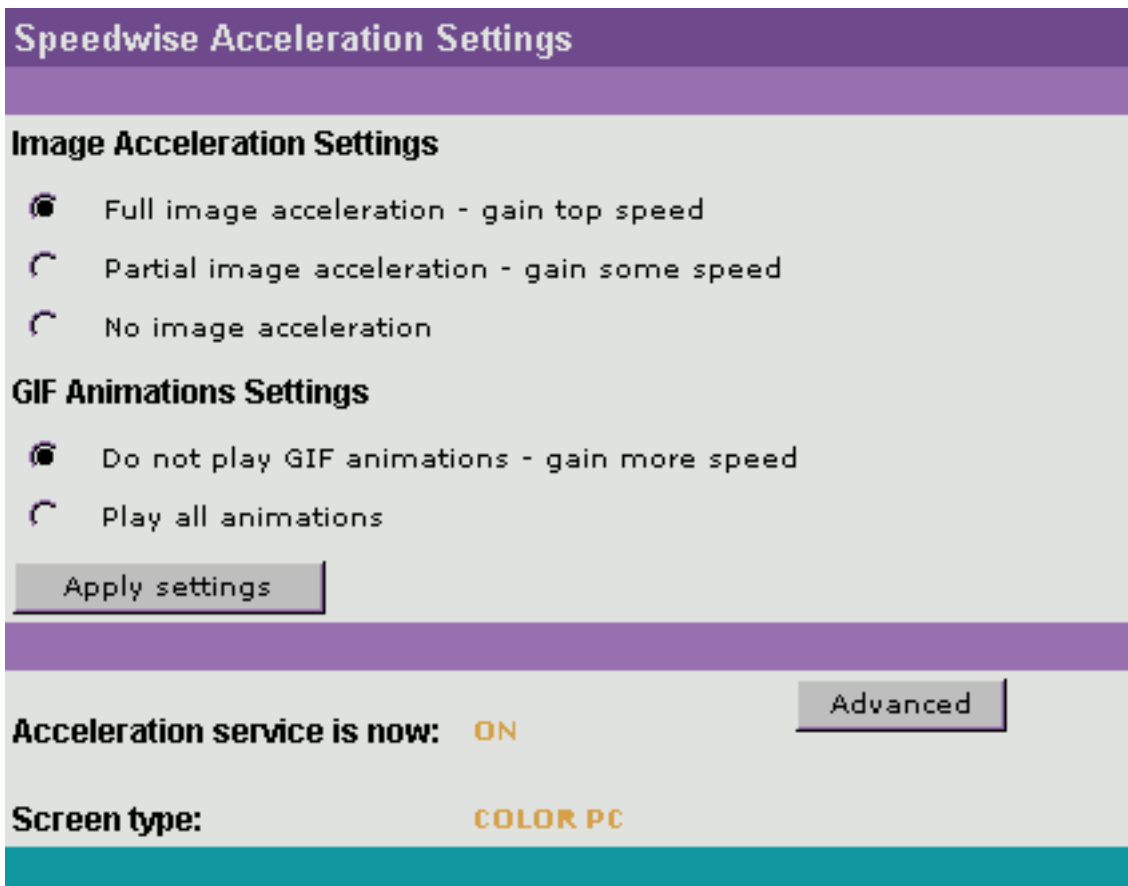 Speedwise Acceleration Settings
Image Acceleration Settings
Full image acceleration - gain top speed
Partial image acceleration - gain some speed
No image acceleration
GIF Animations Settings
Do not play GIF animations - gain more speed
Play all animations
Apply settings
Advanced
Acceleration service is now: ON
Screen type: COLOR PC